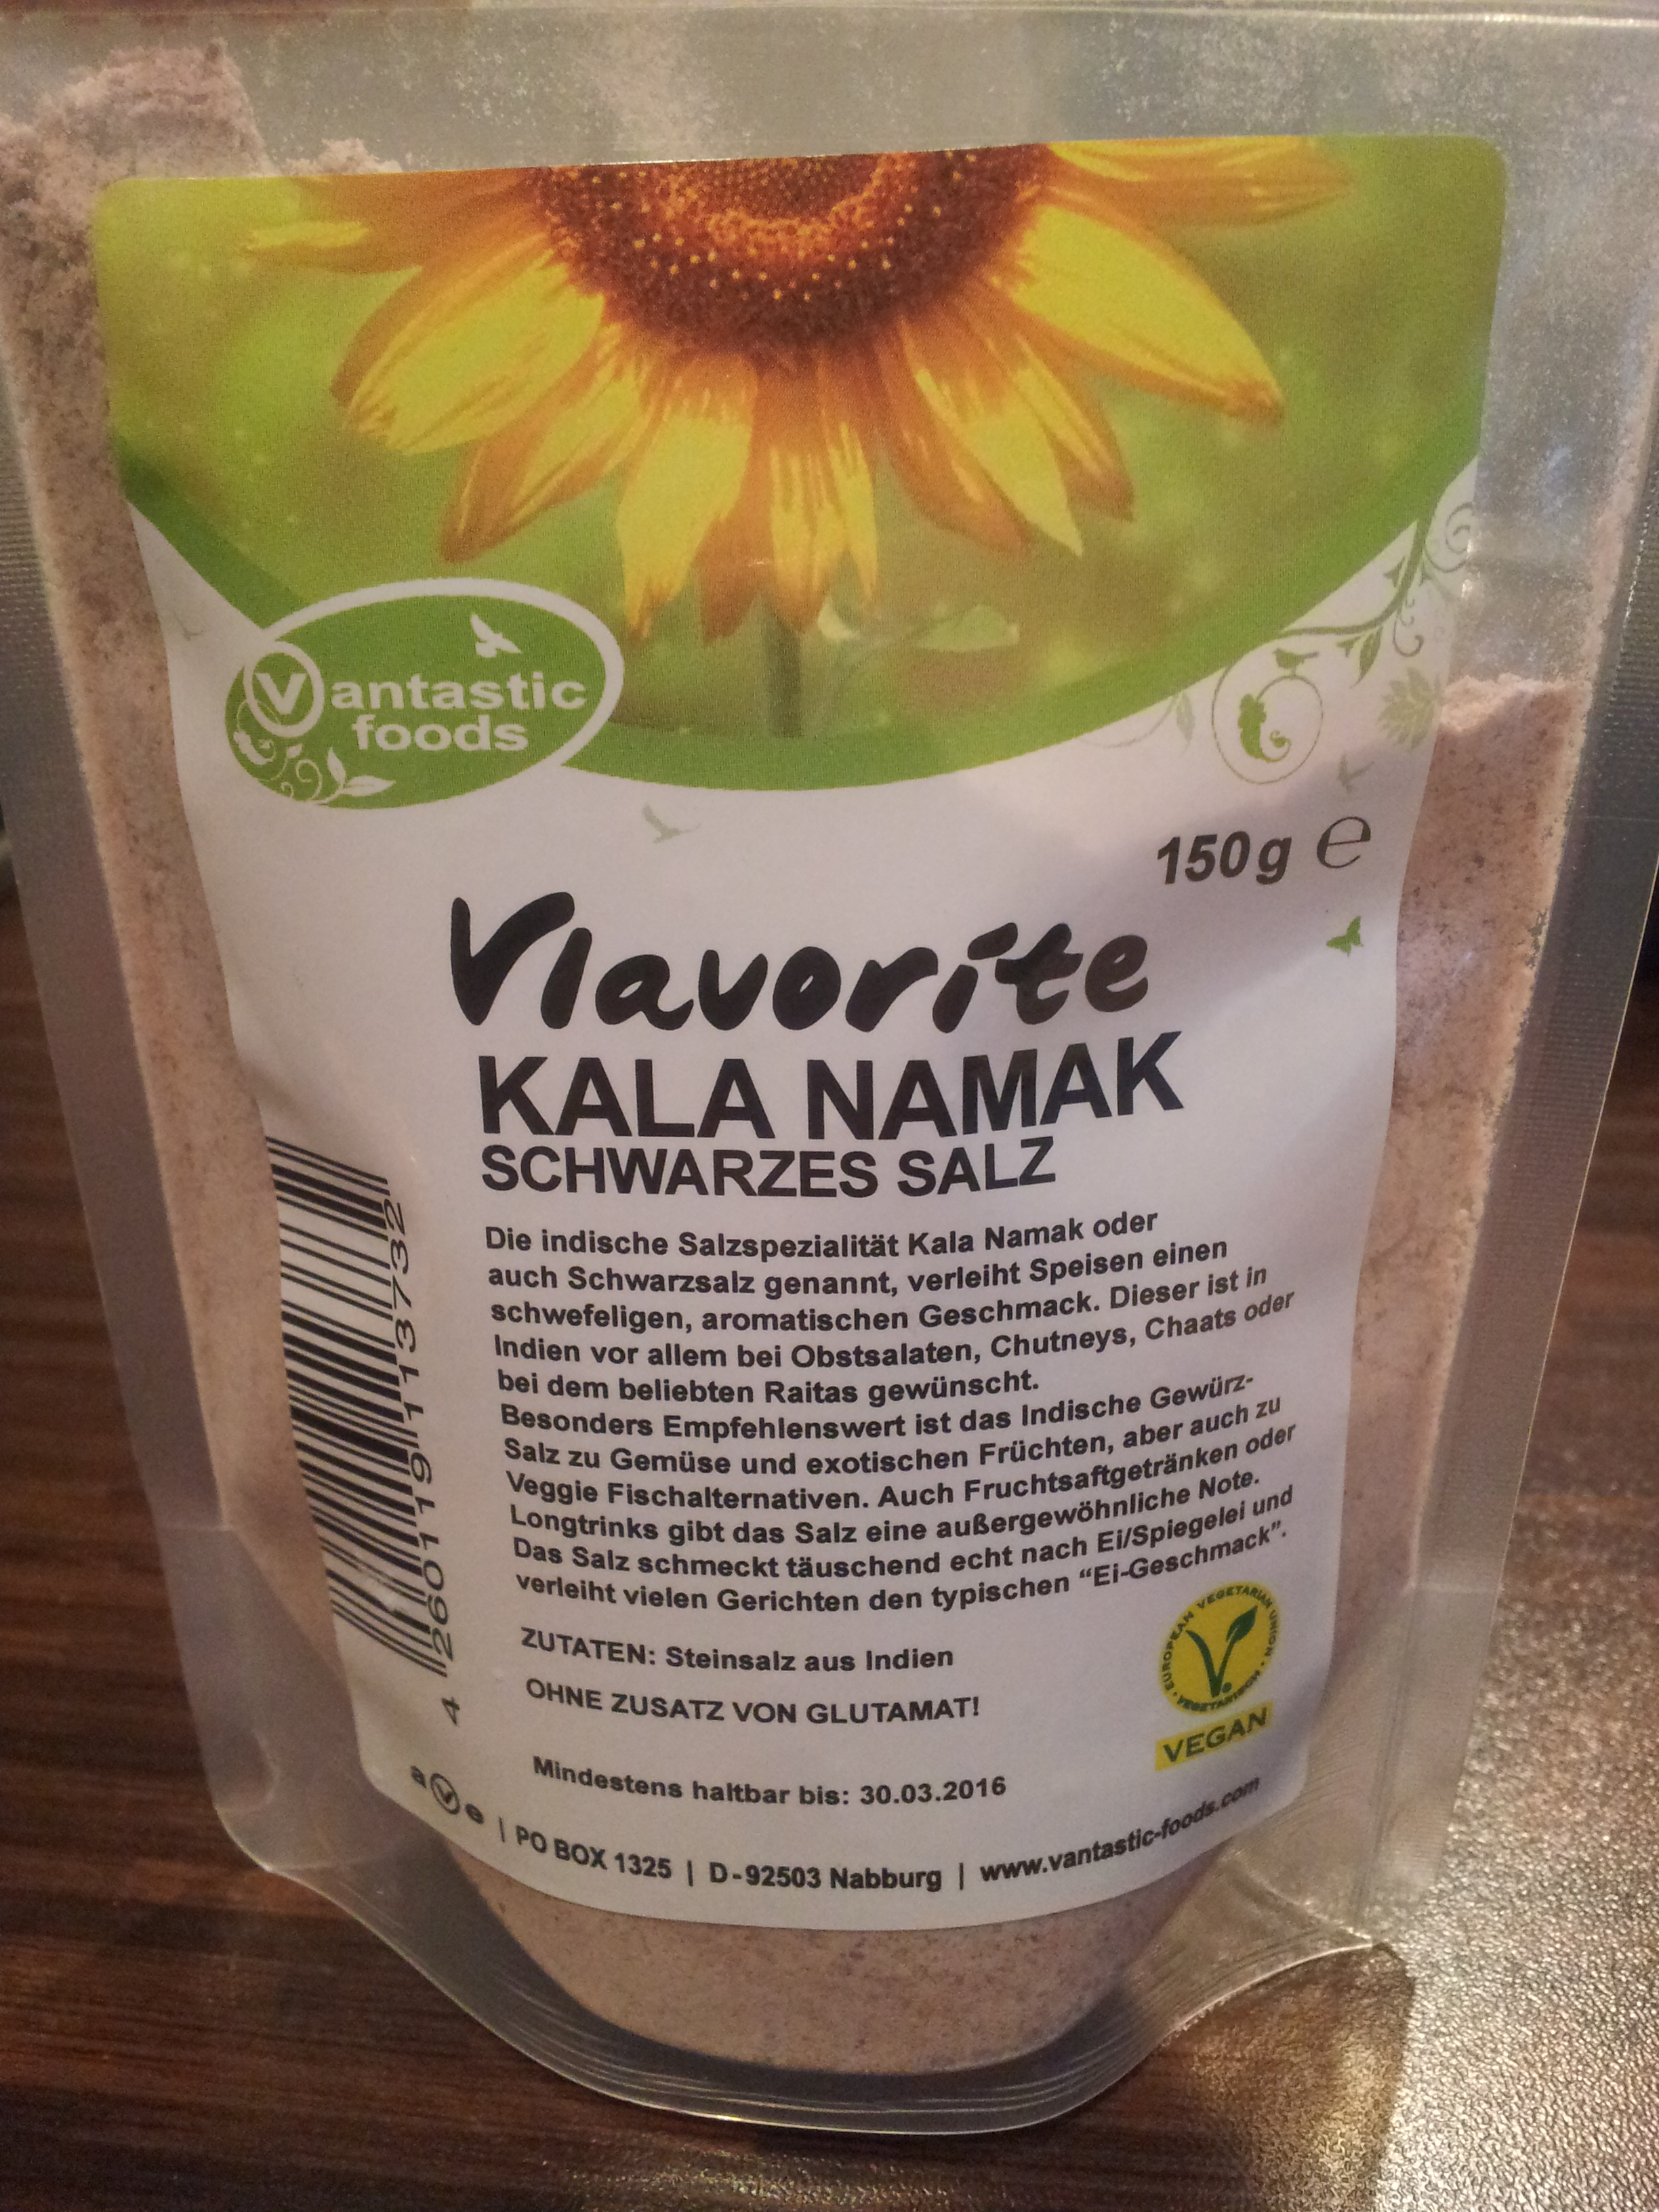 Vantastic
foods
150g ℮
Vlavorite
KALA NAMAK
SCHWARZES SALZ
Die indische Salzspezialität Kala Namak oder
auch Schwarzsalz genannt, verleiht Speisen einen
schwefeligen, aromatischen Geschmack. Dieser ist in
Indien vor allem bei Obstsalaten, Chutneys, Chaats oder
bei dem beliebten Raitas gewünscht.
Besonders Empfehlenswert ist das Indische Gewürz-
Salz zu Gemüse und exotischen Früchten, aber auch zu
Veggie Fischalternativen. Auch Fruchtsaftgetränken oder
Longtrinks gibt das Salz eine außergewöhnliche Note.
Das Salz schmeckt täuschend echt nach Ei/Spiegelei und
verleiht vielen Gerichten den typischen “Ei-Geschmack”.
ZUTATEN: Steinsalz aus Indien
OHNE ZUSATZ VON GLUTAMAT!
Mindestens haltbar bis: 30.03.2016
4 260119 113732
EUROPEAN VEGETARIAN UNION
VEGAN
ave | PO BOX 1325 | D-92503 Nabburg | www.vantastic-foods.com